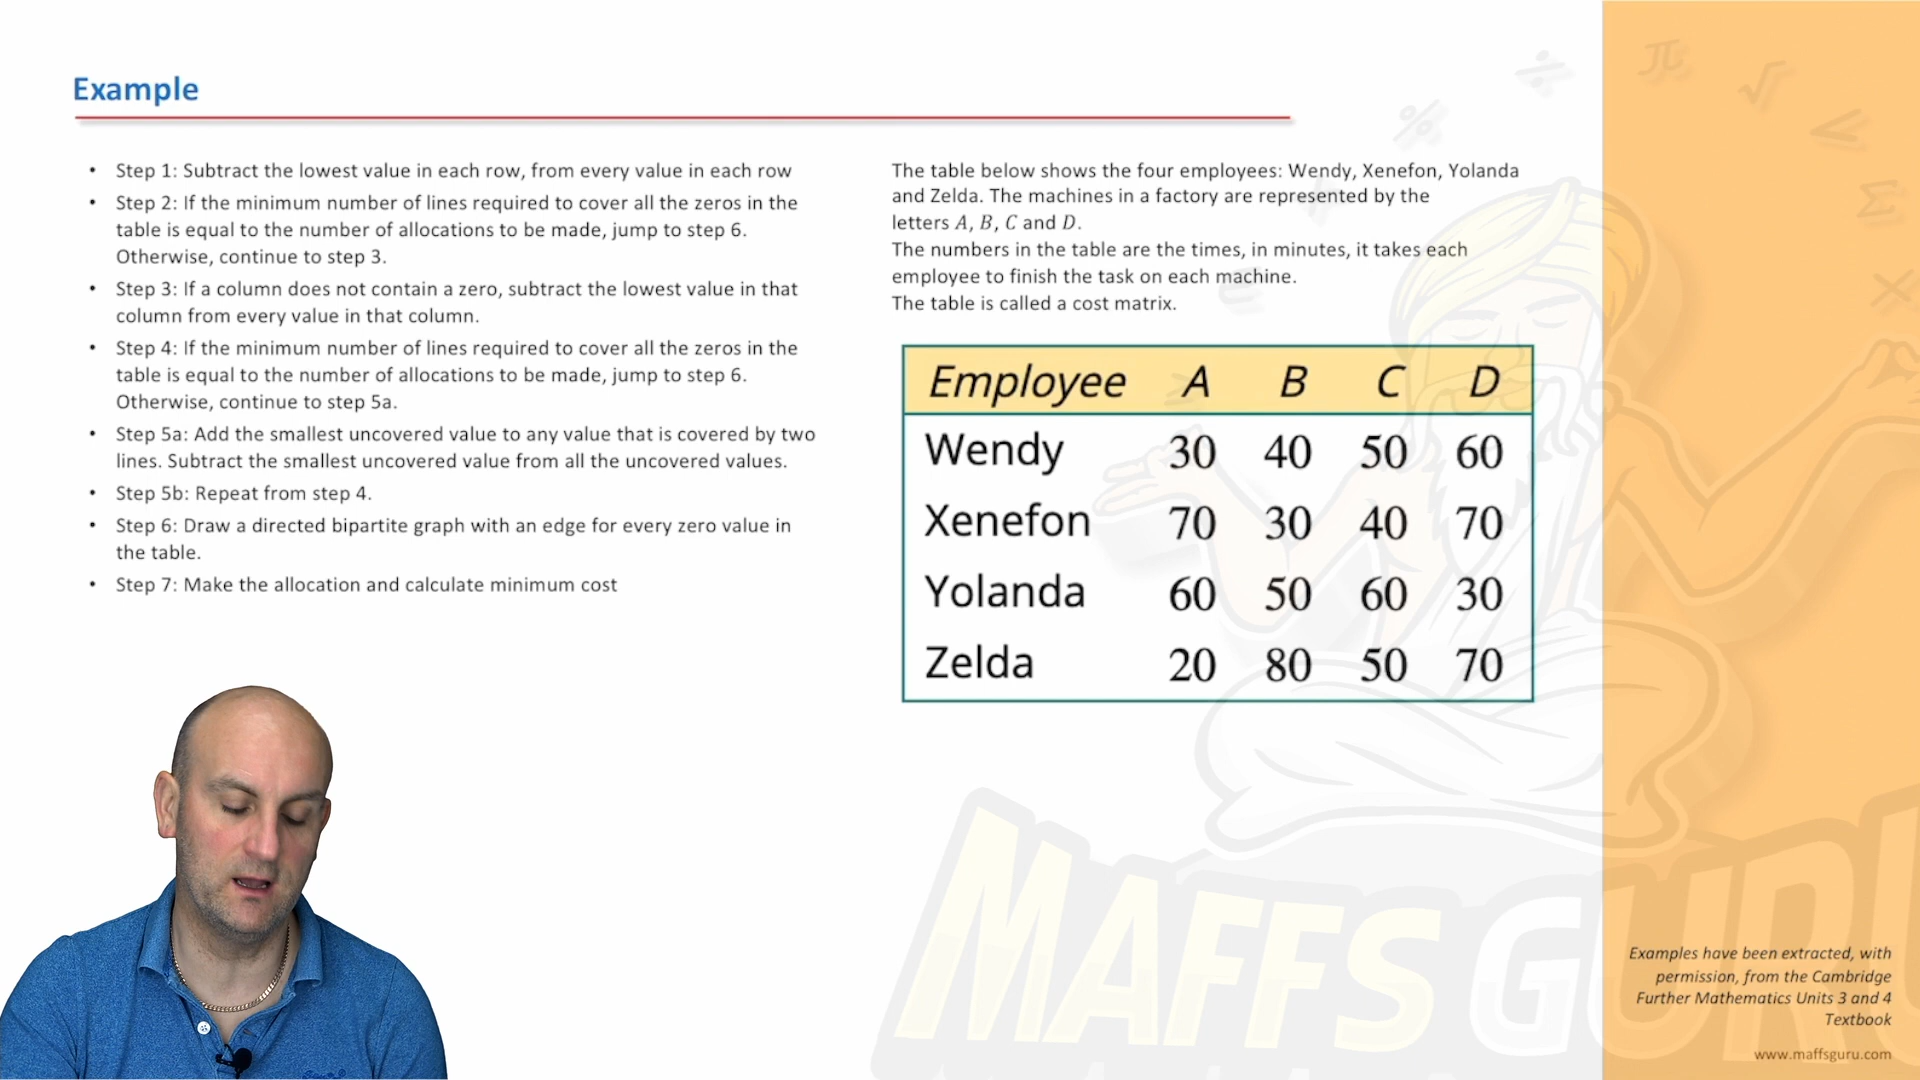 Example
• Step 1: Subtract the lowest value in each row, from every value in each row
• Step 2: If the minimum number of lines required to cover all the zeros in the
table is equal to the number of allocations to be made, jump to step 6.
Otherwise, continue to step 3.
• Step 3: If a column does not contain a zero, subtract the lowest value in that
column from every value in that column.
• Step 4: If the minimum number of lines required to cover all the zeros in the
table is equal to the number of allocations to be made, jump to step 6.
Otherwise, continue to step 5a.
• Step 5a: Add the smallest uncovered value to any value that is covered by two
lines. Subtract the smallest uncovered value from all the uncovered values.
• Step 5b: Repeat from step 4.
• Step 6: Draw a directed bipartite graph with an edge for every zero value in
the table.
• Step 7: Make the allocation and calculate minimum cost
The table below shows the four employees: Wendy, Xenefon, Yolanda
and Zelda. The machines in a factory are represented by the
letters A, B, C and D.
The numbers in the table are the times, in minutes, it takes each
employee to finish the task on each machine.
The table is called a cost matrix.
Employee A B C D
Wendy 30 40 50 60
Xenefon 70 30 40 70
Yolanda 60 50 60 30
Zelda 20 80 50 70
MAFFS GURU
Examples have been extracted, with
permission, from the Cambridge
Further Mathematics Units 3 and 4
Textbook
www.maffsguru.com